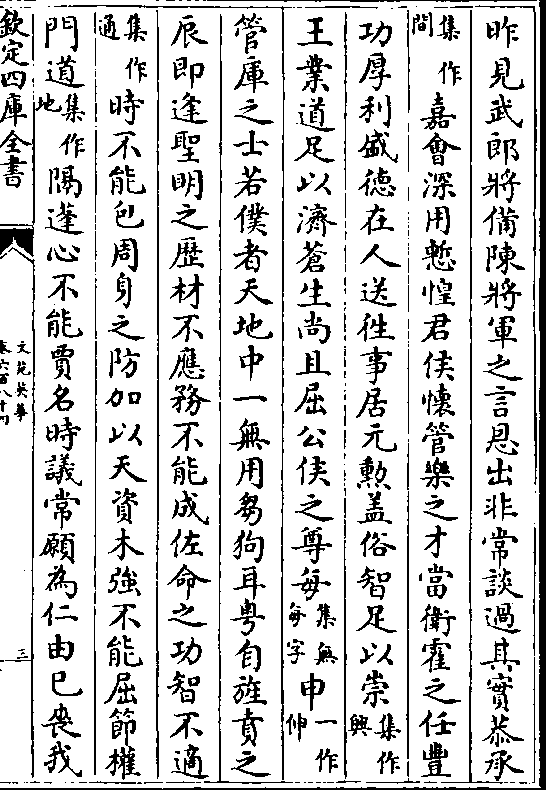 昨見武郎將備陳將軍之言恩出非常談過其實恭承
集作間嘉會深用慙惶君侯懷管樂之才當衛霍之任豐
功厚利盛德在人送徃事居元勲蓋俗智足以崇集作興
王業道足以濟蒼生尚且屈公侯之尊每集無每字申一作伸
管庫之士若僕者天地中一無用芻狗耳粤自旌賁之
辰即逢聖明之歴材不應務不能成佐命之功智不適
集作通時不能包周身之防加以天資木強不能屈節權
門道集作地隔逢心不能賈名時議常願為仁由已喪我
欽定四庫全書
文苑英華
卷六百八十四
三